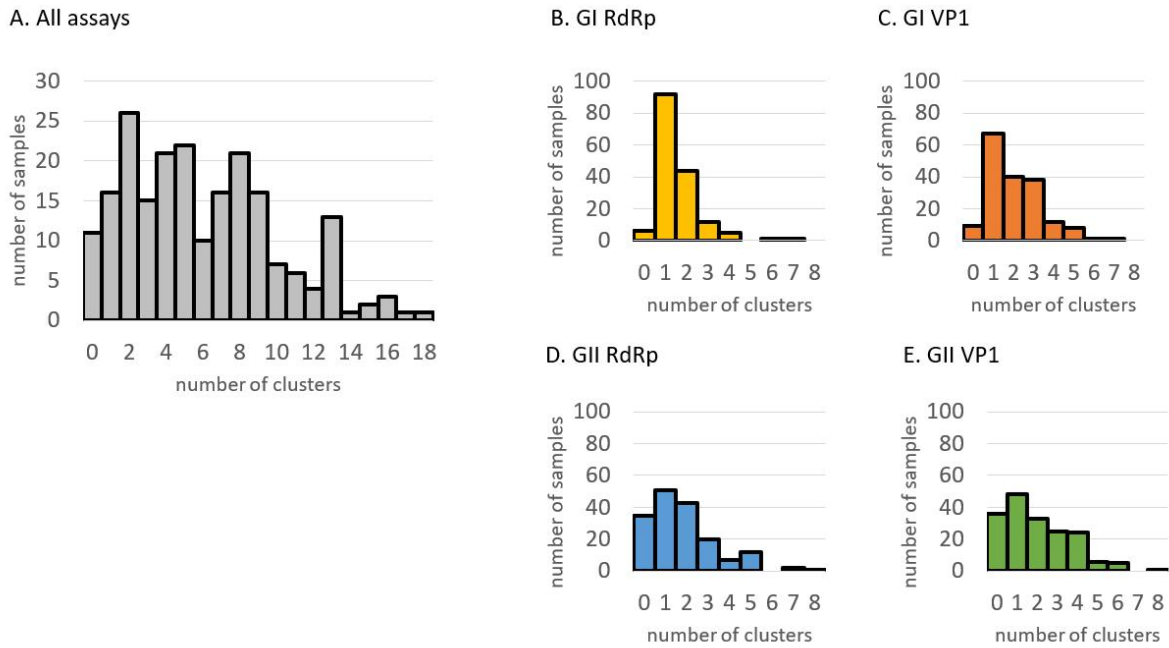 A. All assays
number of samples
30
25
20
15
10
5
0
0 2 4 6 8 10 12 14 16 18
number of clusters
B. GI RdRp
number of samples
100
80
60
40
20
0
0 1 2 3 4 5 6 7 8
number of clusters
C. GI VP1
number of samples
100
80
60
40
20
0
0 1 2 3 4 5 6 7 8
number of clusters
D. GII RdRp
number of samples
100
80
60
40
20
0
0 1 2 3 4 5 6 7 8
number of clusters
E. GII VP1
number of samples
100
80
60
40
20
0
0 1 2 3 4 5 6 7 8
number of clusters